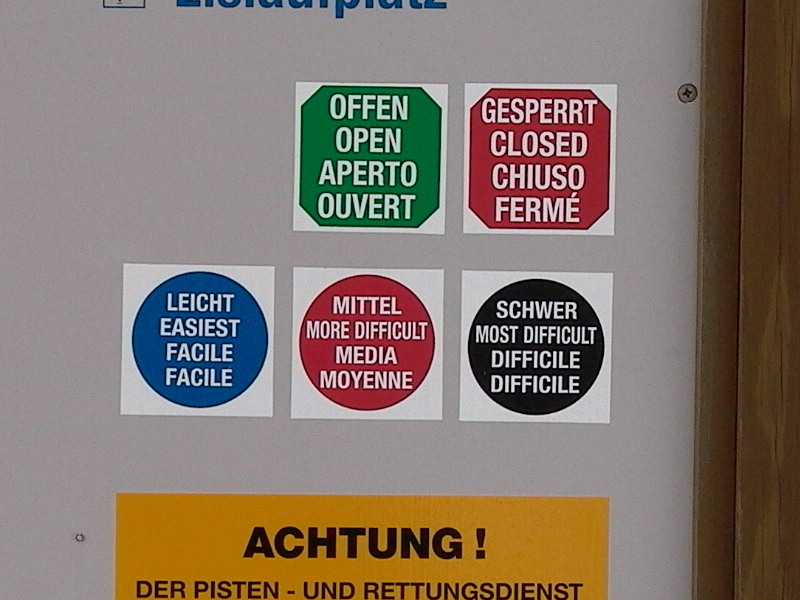 Eislaufplatz
OFFEN
OPEN
APERTO
OUVERT
GESPERRT
CLOSED
CHIUSO
FERMÉ
LEICHT
EASIEST
FACILE
FACILE
MITTEL
MORE DIFFICULT
MEDIA
MOYENNE
SCHWER
MOST DIFFICULT
DIFFICILE
DIFFICILE
ACHTUNG !
DER PISTEN - UND RETTUNGSDIENST